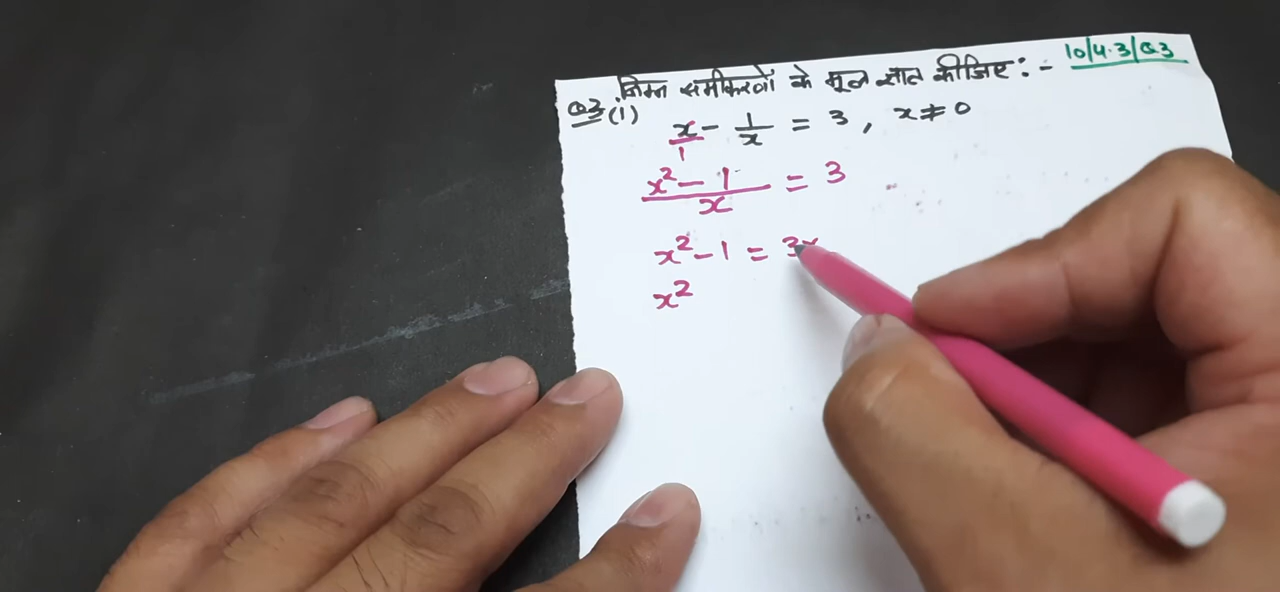 10/4.3/Q3
निम्न समीकरणों के मूल ज्ञात कीजिए :-
Q3.(i) x/1 - 1/x = 3, x ≠ 0
x² - 1 / x = 3
x² - 1 = 3x
x²